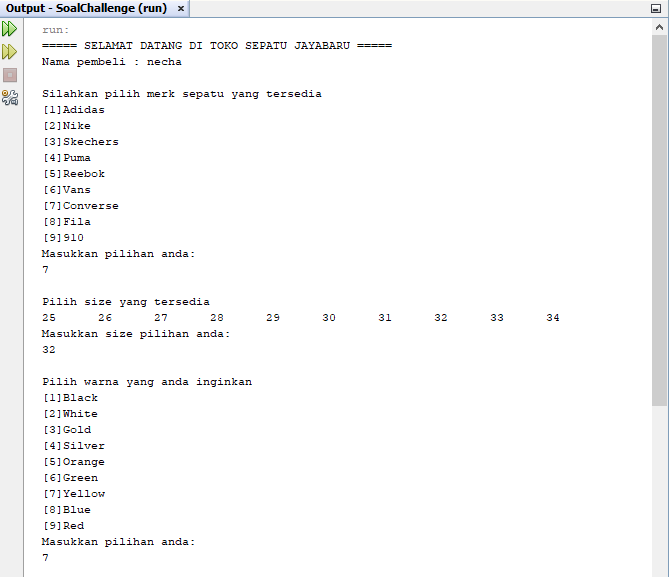 Output - SoalChallenge (run)
run:
===== SELAMAT DATANG DI TOKO SEPATU JAYABARU =====
Nama pembeli : necha
Silahkan pilih merk sepatu yang tersedia
[1]Adidas
[2]Nike
[3]Skechers
[4]Puma
[5]Reebok
[6]Vans
[7]Converse
[8]Fila
[9]910
Masukkan pilihan anda:
7
Pilih size yang tersedia
25 26 27 28 29 30 31 32 33 34
Masukkan size pilihan anda:
32
Pilih warna yang anda inginkan
[1]Black
[2]White
[3]Gold
[4]Silver
[5]Orange
[6]Green
[7]Yellow
[8]Blue
[9]Red
Masukkan pilihan anda:
7